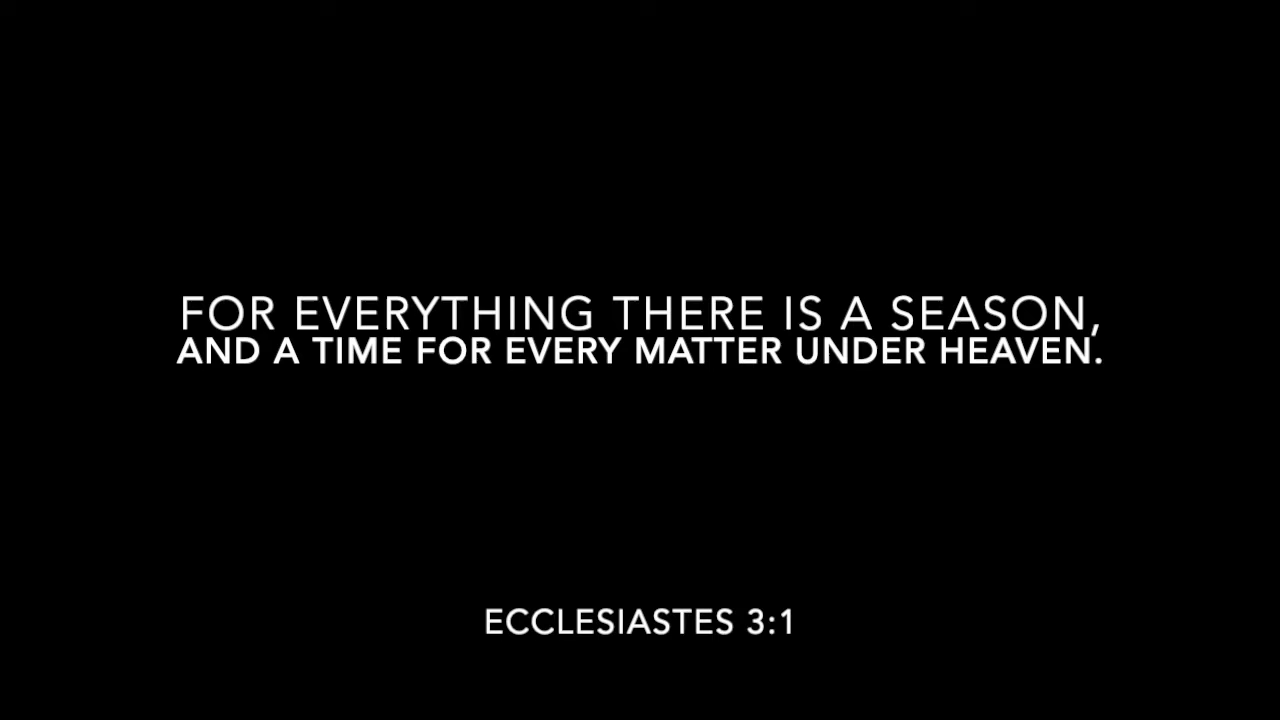 FOR EVERYTHING THERE IS A SEASON,
AND A TIME FOR EVERY MATTER UNDER HEAVEN.
ECCLESIASTES 3:1